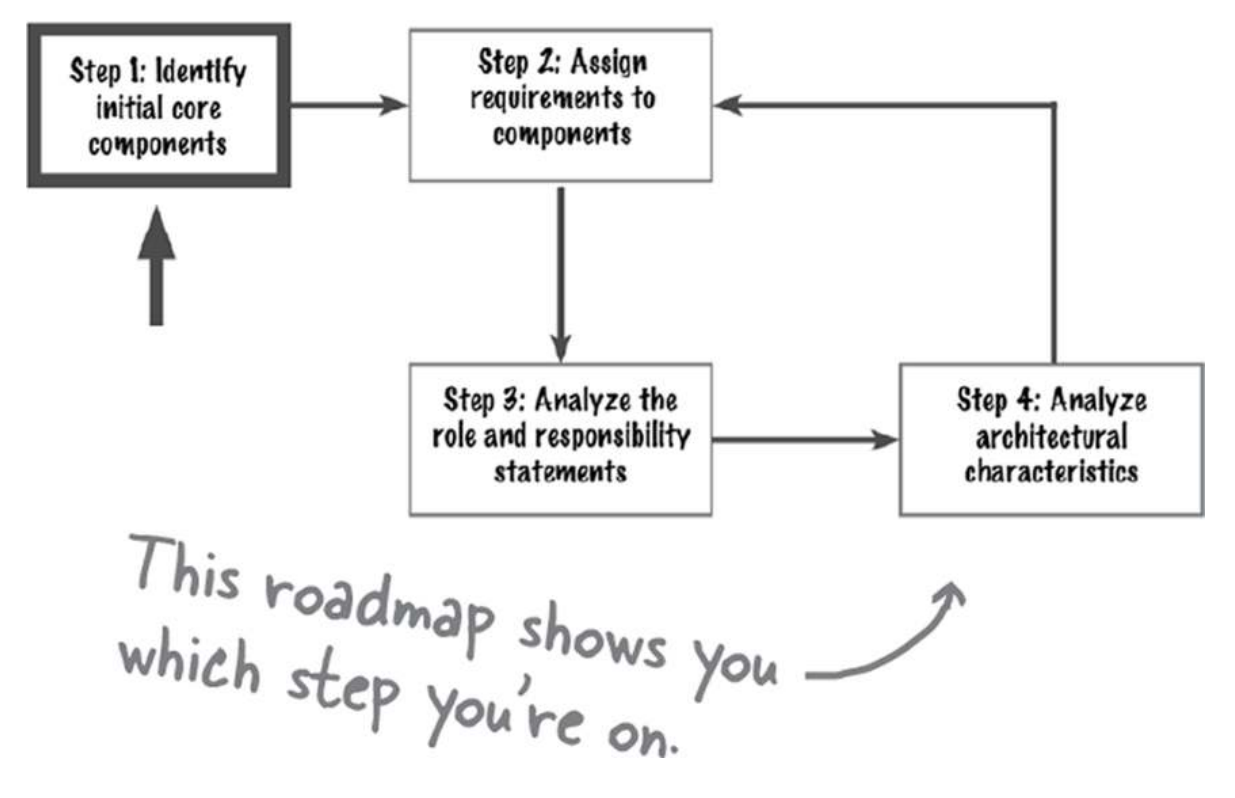 Step 1: Identify
initial core
components
Step 2: Assign
requirements to
components
Step 3: Analyze the
role and responsibility
statements
Step 4: Analyze
architectural
characteristics
This roadmap shows you
which step you're on.